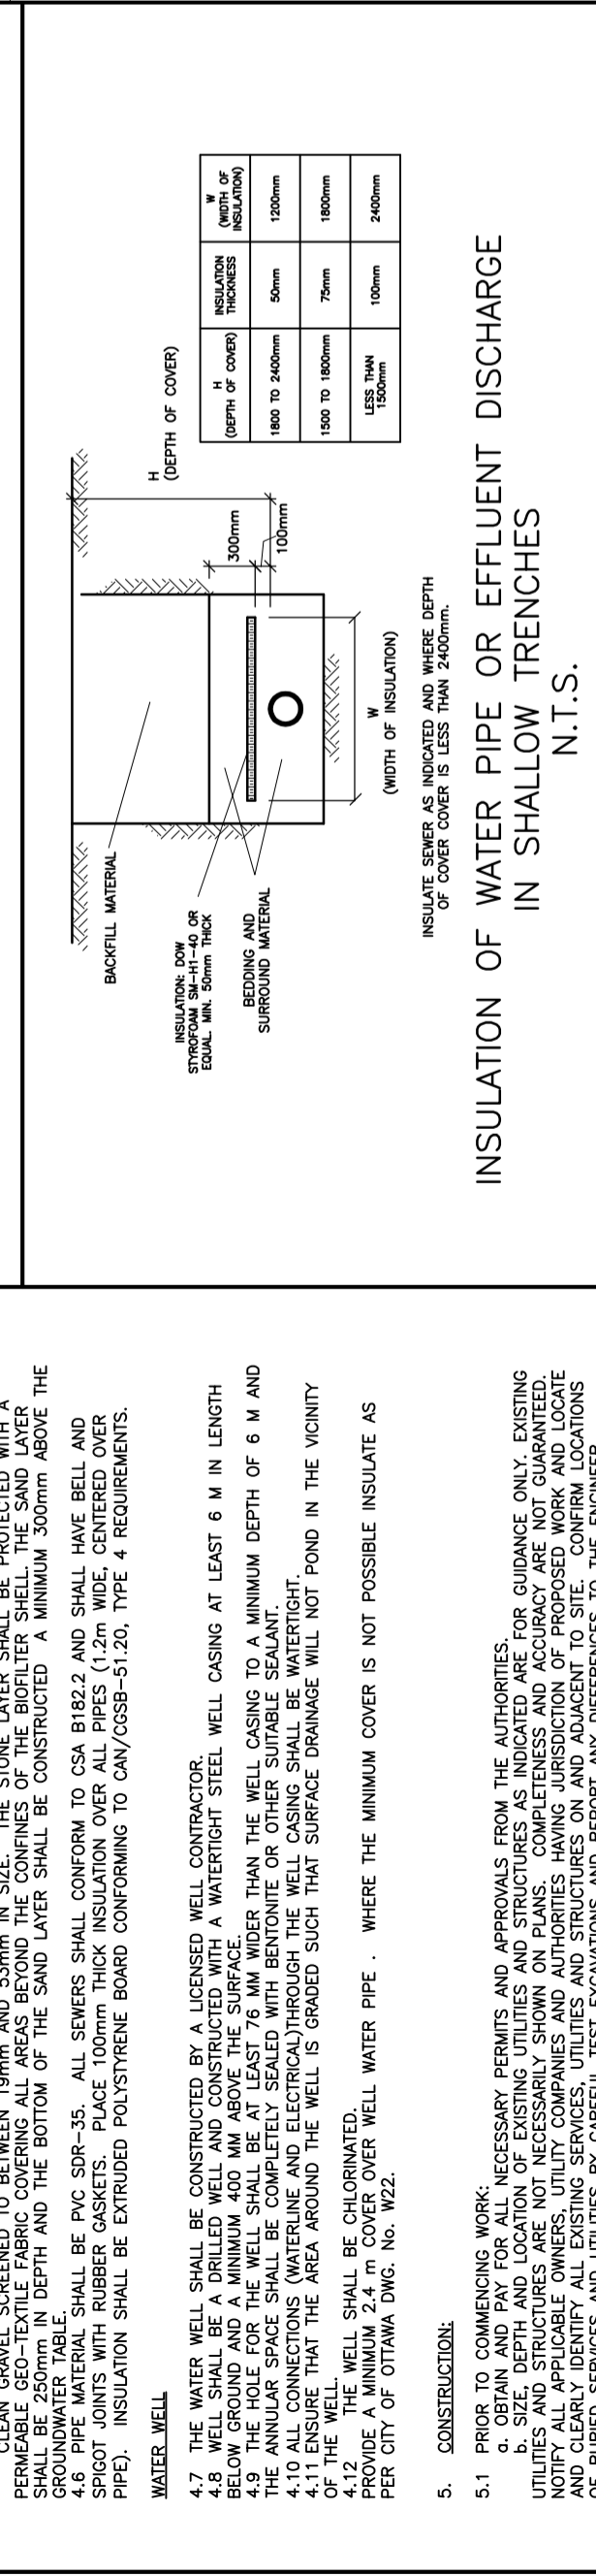 CLEAN GRAVEL SCREENED TO BETWEEN 19mm AND 53mm IN SIZE. THE STONE LAYER SHALL BE PROTECTED WITH A
PERMEABLE GEO-TEXTILE FABRIC COVERING ALL AREAS BEYOND THE CONFINES OF THE BIOFILTER SHELL. THE SAND LAYER
SHALL BE 250mm IN DEPTH AND THE BOTTOM OF THE SAND LAYER SHALL BE CONSTRUCTED A MINIMUM 300mm ABOVE THE
GROUNDWATER TABLE.
4.6 PIPE MATERIAL SHALL BE PVC SDR-35. ALL SEWERS SHALL CONFORM TO CSA B182.2 AND SHALL HAVE BELL AND
SPIGOT JOINTS WITH RUBBER GASKETS. PLACE 100mm THICK INSULATION OVER ALL PIPES (1.2m WIDE, CENTERED OVER
PIPE). INSULATION SHALL BE EXTRUDED POLYSTYRENE BOARD CONFORMING TO CAN/CGSB-51.20, TYPE 4 REQUIREMENTS.
WATER WELL
4.7 THE WATER WELL SHALL BE CONSTRUCTED BY A LICENSED WELL CONTRACTOR.
4.8 WELL SHALL BE A DRILLED WELL AND CONSTRUCTED WITH A WATERTIGHT STEEL WELL CASING AT LEAST 6 M IN LENGTH
BELOW GROUND AND A MINIMUM 400 MM ABOVE THE SURFACE.
4.9 THE HOLE FOR THE WELL SHALL BE AT LEAST 76 MM WIDER THAN THE WELL CASING TO A MINIMUM DEPTH OF 6 M AND
THE ANNULAR SPACE SHALL BE COMPLETELY SEALED WITH BENTONITE OR OTHER SUITABLE SEALANT.
4.10 ALL CONNECTIONS (WATERLINE AND ELECTRICAL)THROUGH THE WELL CASING SHALL BE WATERTIGHT.
4.11 ENSURE THAT THE AREA AROUND THE WELL IS GRADED SUCH THAT SURFACE DRAINAGE WILL NOT POND IN THE VICINITY
OF THE WELL.
4.12 THE WELL SHALL BE CHLORINATED.
PROVIDE A MINIMUM 2.4 m COVER OVER WELL WATER PIPE . WHERE THE MINIMUM COVER IS NOT POSSIBLE INSULATE AS
PER CITY OF OTTAWA DWG. No. W22.
5. CONSTRUCTION:
5.1 PRIOR TO COMMENCING WORK:
a. OBTAIN AND PAY FOR ALL NECESSARY PERMITS AND APPROVALS FROM THE AUTHORITIES.
b. SIZE, DEPTH AND LOCATION OF EXISTING UTILITIES AND STRUCTURES AS INDICATED ARE FOR GUIDANCE ONLY. EXISTING
UTILITIES AND STRUCTURES ARE NOT NECESSARILY SHOWN ON PLANS. COMPLETENESS AND ACCURACY ARE NOT GUARANTEED.
NOTIFY ALL APPLICABLE OWNERS, UTILITY COMPANIES AND AUTHORITIES HAVING JURISDICTION OF PROPOSED WORK AND LOCATE
AND CLEARLY IDENTIFY ALL EXISTING SERVICES, UTILITIES AND STRUCTURES ON AND ADJACENT TO SITE. CONFIRM LOCATIONS
OF BURIED SERVICES AND UTILITIES BY CAREFUL TEST EXCAVATIONS AND REPORT ANY DIFFERENCES TO THE ENGINEER
BACKFILL MATERIAL
INSULATION: DOW
STYROFOAM SM-H1-40 OR
EQUAL. MIN. 50mm THICK
BEDDING AND
SURROUND MATERIAL
300mm
100mm
H
(DEPTH OF COVER)
W
(WIDTH OF INSULATION)
H
(DEPTH OF COVER)
INSULATION
THICKNESS
W
(WIDTH OF
INSULATION)
1800 TO 2400mm
50mm
1200mm
1500 TO 1800mm
75mm
1800mm
LESS THAN
1500mm
100mm
2400mm
INSULATE SEWER AS INDICATED AND WHERE DEPTH
OF COVER COVER IS LESS THAN 2400mm.
INSULATION OF WATER PIPE OR EFFLUENT DISCHARGE
IN SHALLOW TRENCHES
N.T.S.